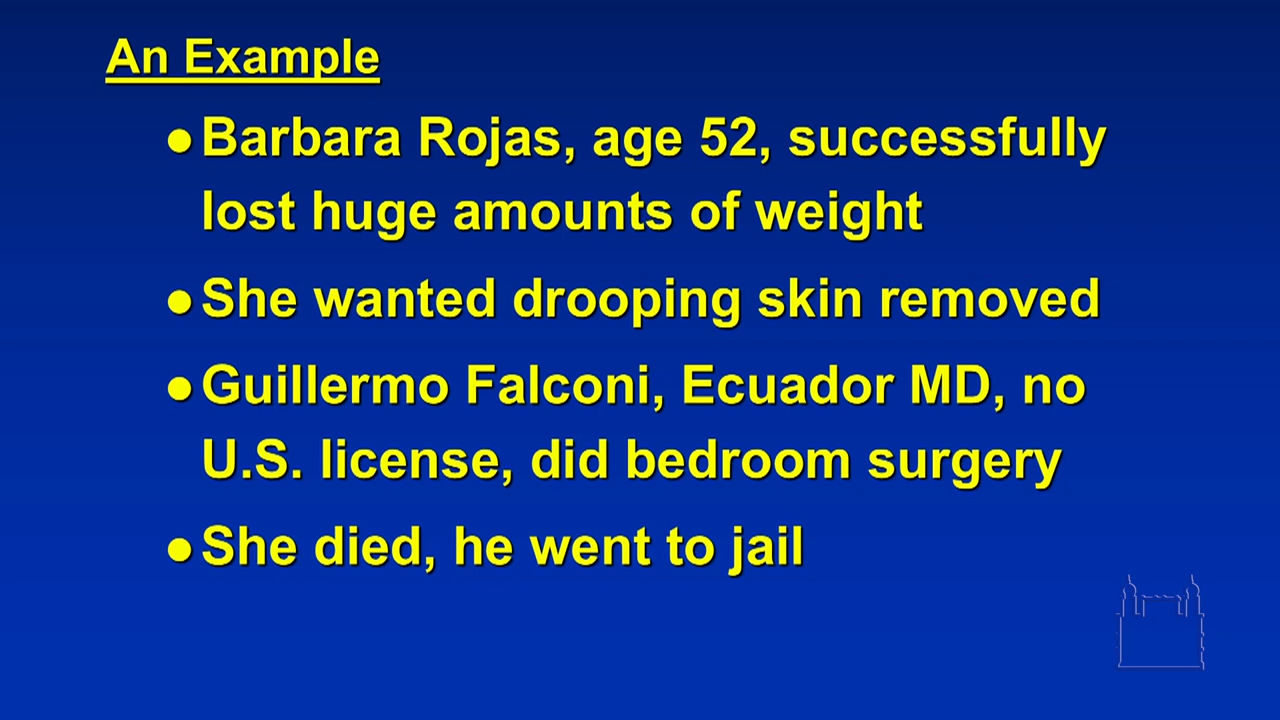 An Example
●Barbara Rojas, age 52, successfully
lost huge amounts of weight
●She wanted drooping skin removed
●Guillermo Falconi, Ecuador MD, no
U.S. license, did bedroom surgery
●She died, he went to jail